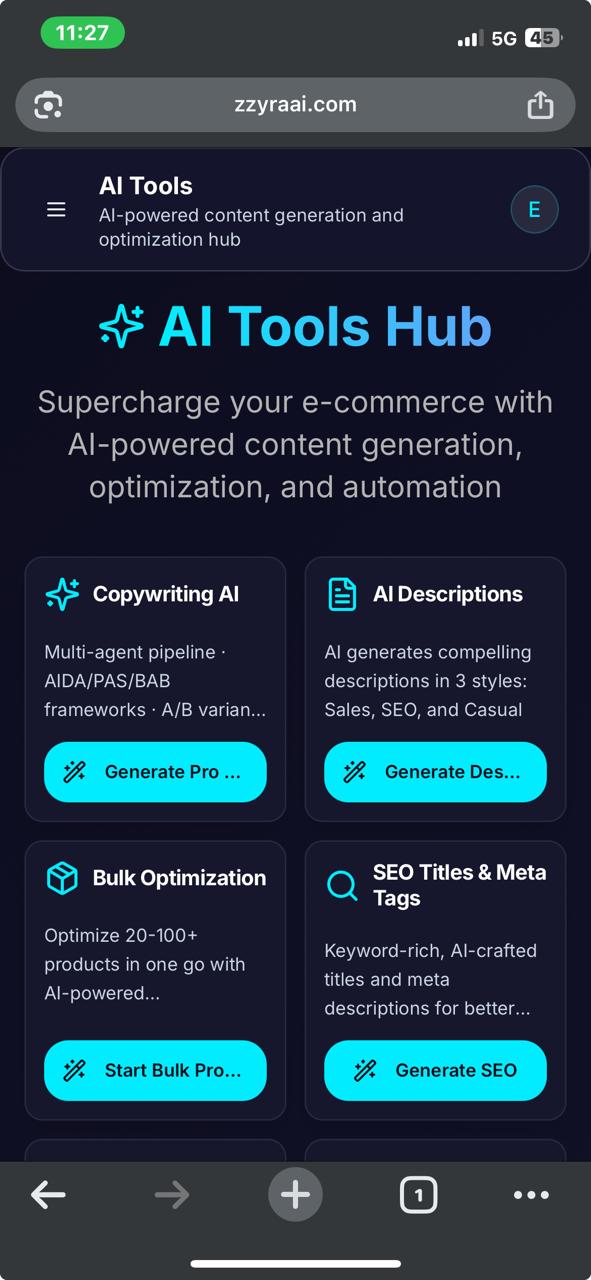 11:27
5G 45
zzyraai.com
AI Tools
AI-powered content generation and
optimization hub
E
AI Tools Hub
Supercharge your e-commerce with
AI-powered content generation,
optimization, and automation
Copywriting AI
Multi-agent pipeline ·
AIDA/PAS/BAB
frameworks · A/B varian...
Generate Pro ...
AI Descriptions
AI generates compelling
descriptions in 3 styles:
Sales, SEO, and Casual
Generate Des...
Bulk Optimization
Optimize 20-100+
products in one go with
AI-powered...
Start Bulk Pro...
SEO Titles & Meta
Tags
Keyword-rich, AI-crafted
titles and meta
descriptions for better...
Generate SEO
1